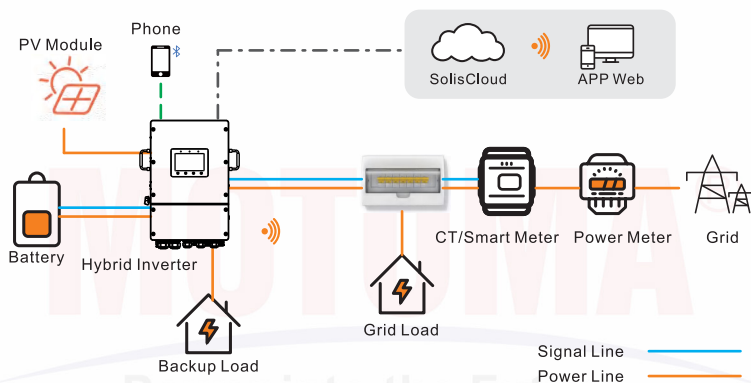 Phone
PV Module
SolisCloud
APP Web
Battery
Hybrid Inverter
CT/Smart Meter
Power Meter
Grid
Grid Load
Backup Load
Signal Line
Power Line
MOTOMA